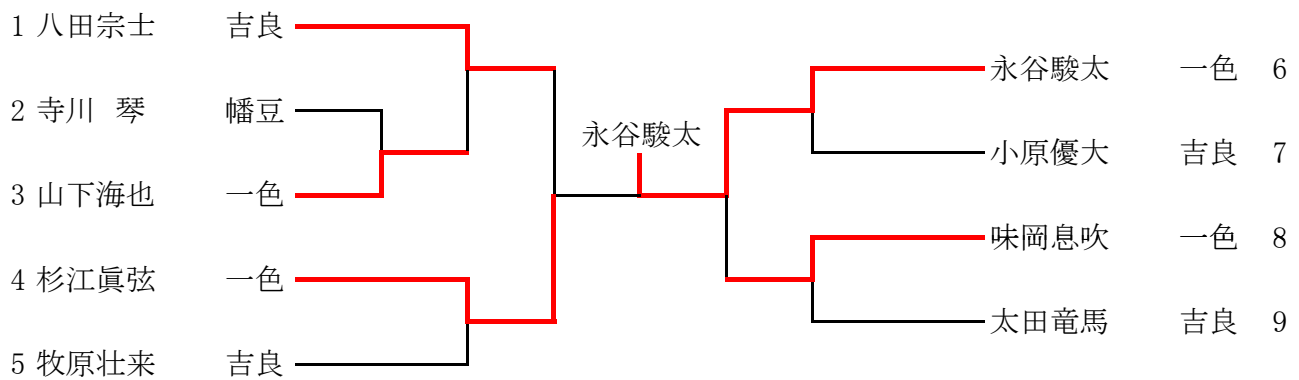 1 八田宗士 吉良
2 寺川 琴 幡豆
3 山下海也 一色
4 杉江眞弦 一色
5 牧原壮来 吉良
永谷駿太
永谷駿太 一色 6
小原優大 吉良 7
味岡息吹 一色 8
太田竜馬 吉良 9